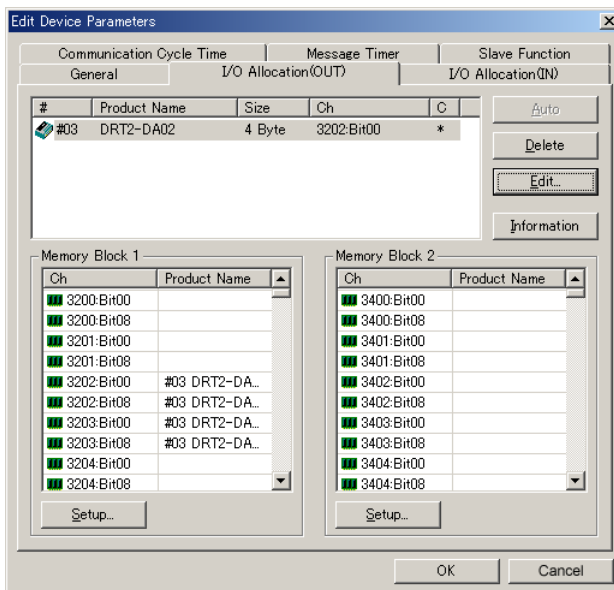 Edit Device Parameters
Communication Cycle Time Message Timer Slave Function
General I/O Allocation(OUT) I/O Allocation(IN)
# Product Name Size Ch C
#03 DRT2-DA02 4 Byte 3202:Bit00 *
Auto
Delete
Edit...
Information
Memory Block 1
Ch Product Name
3200:Bit00
3200:Bit08
3201:Bit00
3201:Bit08
3202:Bit00 #03 DRT2-DA...
3202:Bit08 #03 DRT2-DA...
3203:Bit00 #03 DRT2-DA...
3203:Bit08 #03 DRT2-DA...
3204:Bit00
3204:Bit08
Setup...
Memory Block 2
Ch Product Name
3400:Bit00
3400:Bit08
3401:Bit00
3401:Bit08
3402:Bit00
3402:Bit08
3403:Bit00
3403:Bit08
3404:Bit00
3404:Bit08
Setup...
OK Cancel